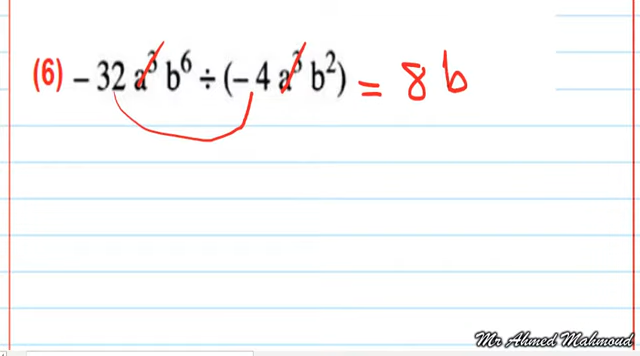 (6) – 32 a³ b⁶ ÷ (– 4 a³ b²) = 8 b
Mr Ahmed Mahmoud